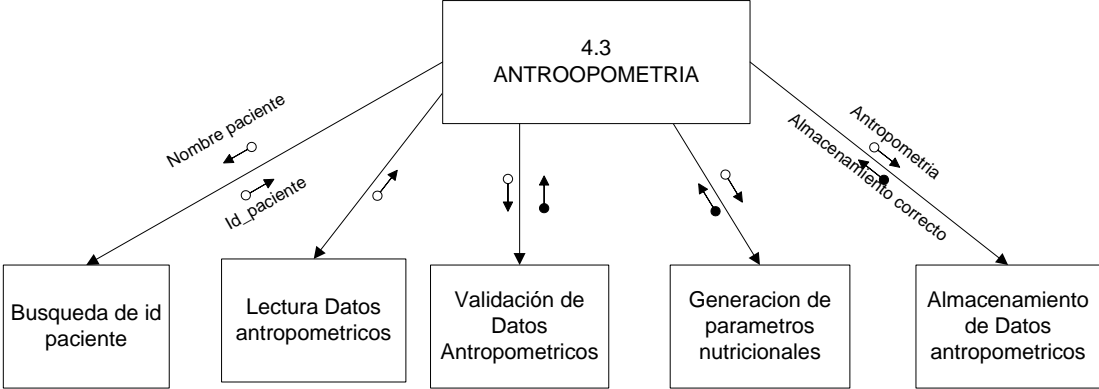 4.3
ANTROOPOMETRIA
Nombre paciente
Id_paciente
Antropometria
Almacenamiento correcto
Busqueda de id
paciente
Lectura Datos
antropometricos
Validación de
Datos
Antropometricos
Generacion de
parametros
nutricionales
Almacenamiento
de Datos
antropometricos